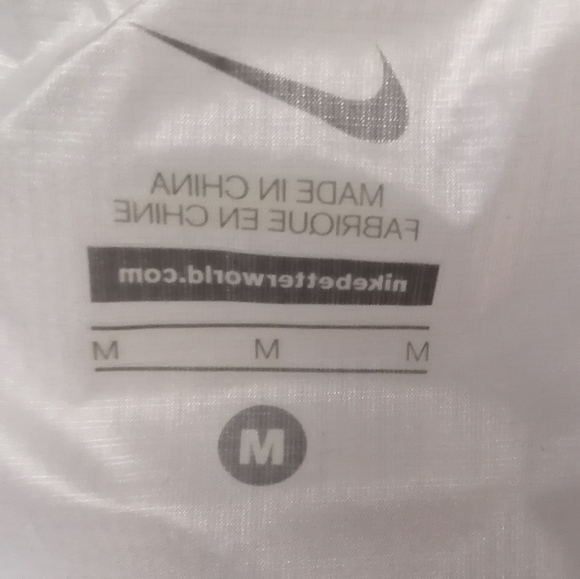 MADE IN CHINA
FABRIQUE EN CHINE
nikebetterworld.com
M M M
M